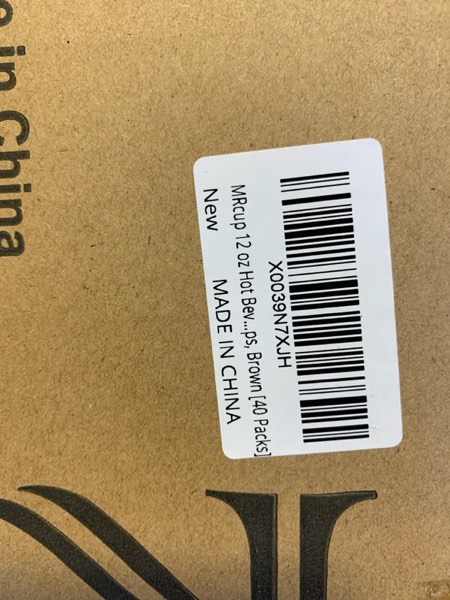 in China
X0039N7XJH
MRcup 12 oz Hot Bev...ps, Brown [40 Packs]
New
MADE IN CHINA